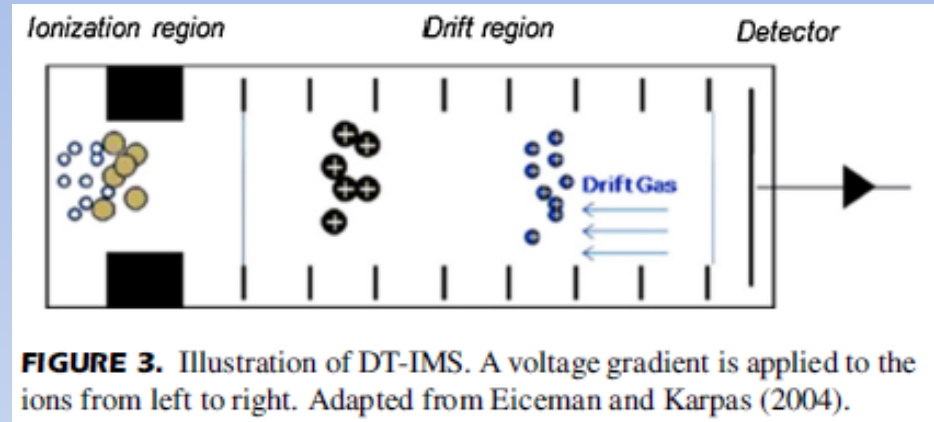 Ionization region
Drift region
Detector
Drift Gas
FIGURE 3. Illustration of DT-IMS. A voltage gradient is applied to the
ions from left to right. Adapted from Eiceman and Karpas (2004).